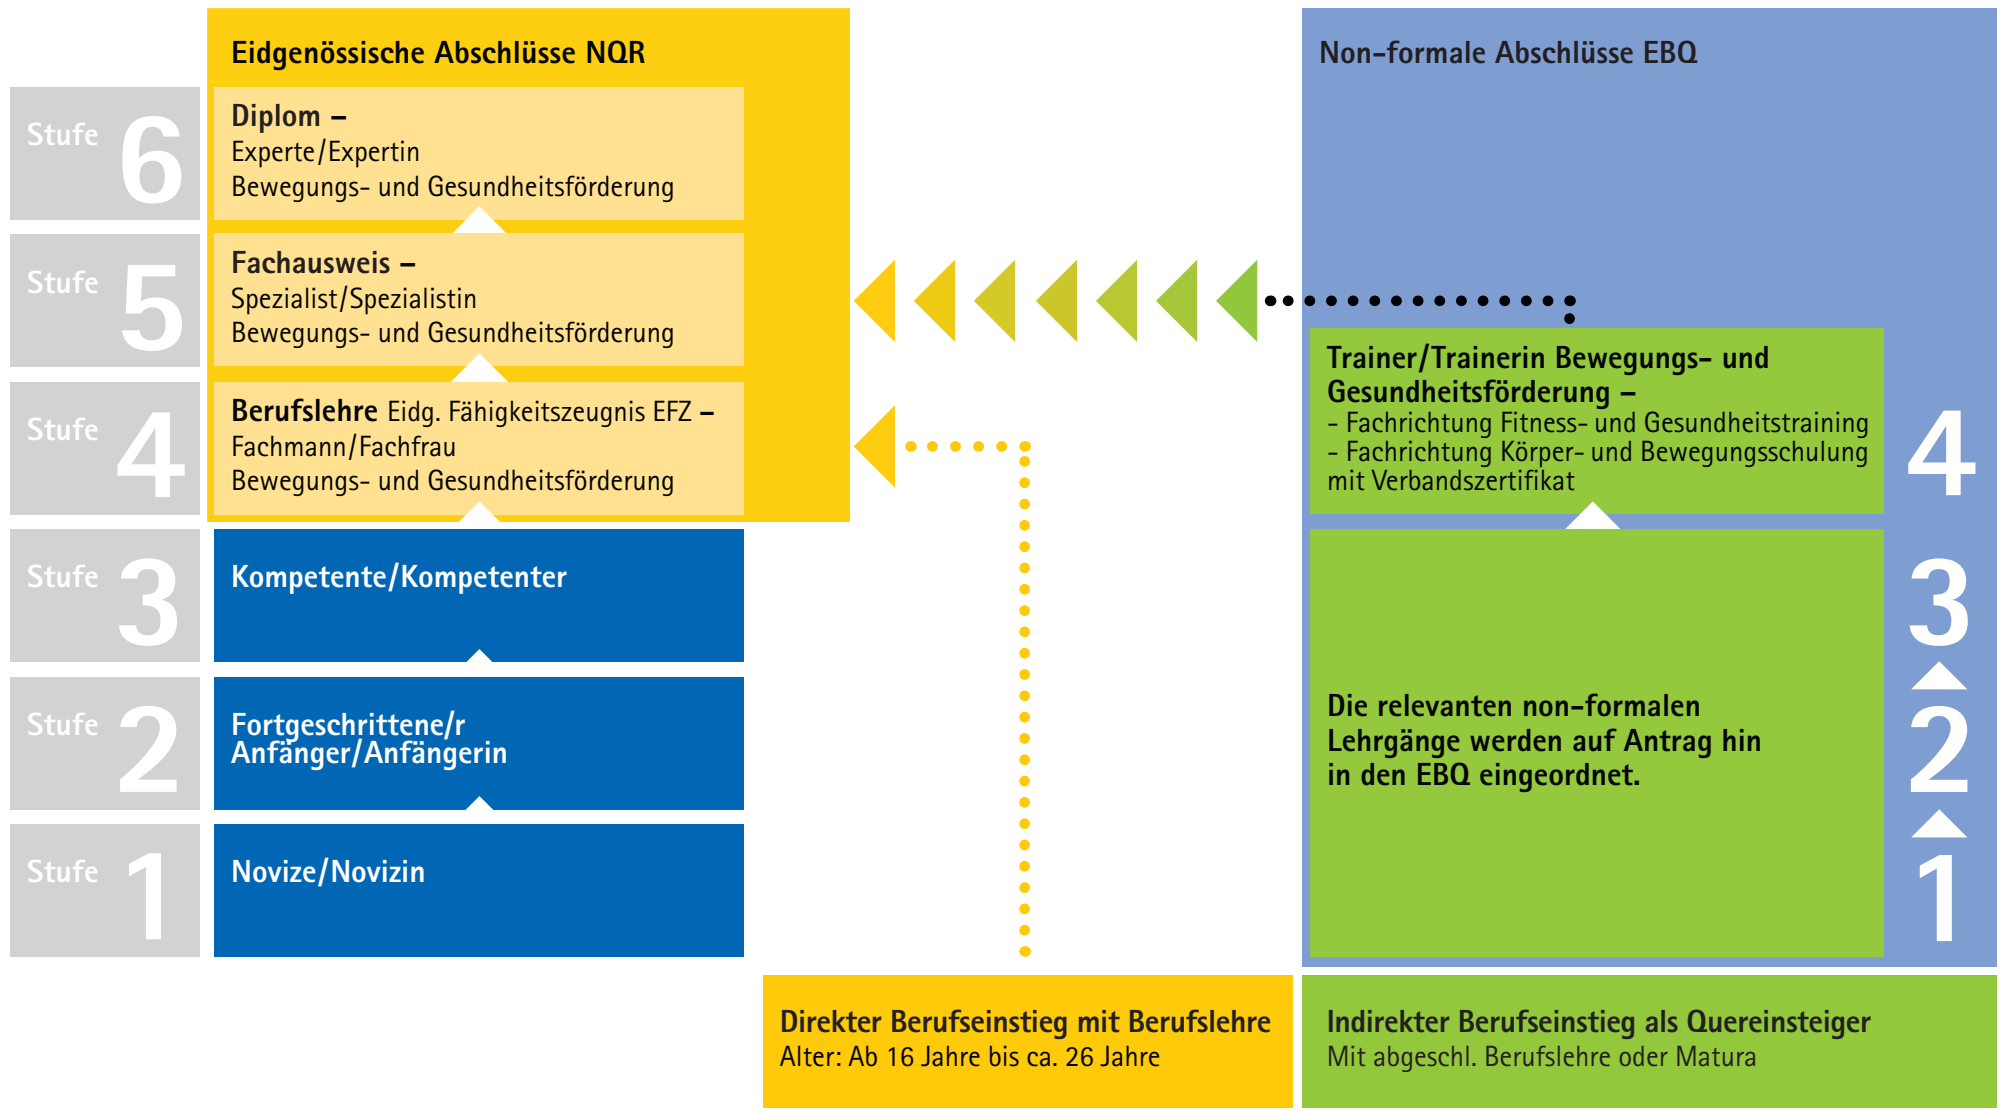 Eidgenössische Abschlüsse NQR
Stufe 6
Diplom –
Experte/Expertin
Bewegungs- und Gesundheitsförderung
Stufe 5
Fachausweis –
Spezialist/Spezialistin
Bewegungs- und Gesundheitsförderung
Stufe 4
Berufslehre Eidg. Fähigkeitszeugnis EFZ –
Fachmann/Fachfrau
Bewegungs- und Gesundheitsförderung
Stufe 3
Kompetente/Kompetenter
Stufe 2
Fortgeschrittene/r
Anfänger/Anfängerin
Stufe 1
Novize/Novizin
Direkter Berufseinstieg mit Berufslehre
Alter: Ab 16 Jahre bis ca. 26 Jahre
Non-formale Abschlüsse EBQ
Trainer/Trainerin Bewegungs- und
Gesundheitsförderung –
- Fachrichtung Fitness- und Gesundheitstraining
- Fachrichtung Körper- und Bewegungsschulung
mit Verbandszertifikat
4
3
Die relevanten non-formalen
Lehrgänge werden auf Antrag hin
in den EBQ eingeordnet.
2
1
Indirekter Berufseinstieg als Quereinsteiger
Mit abgeschl. Berufslehre oder Matura